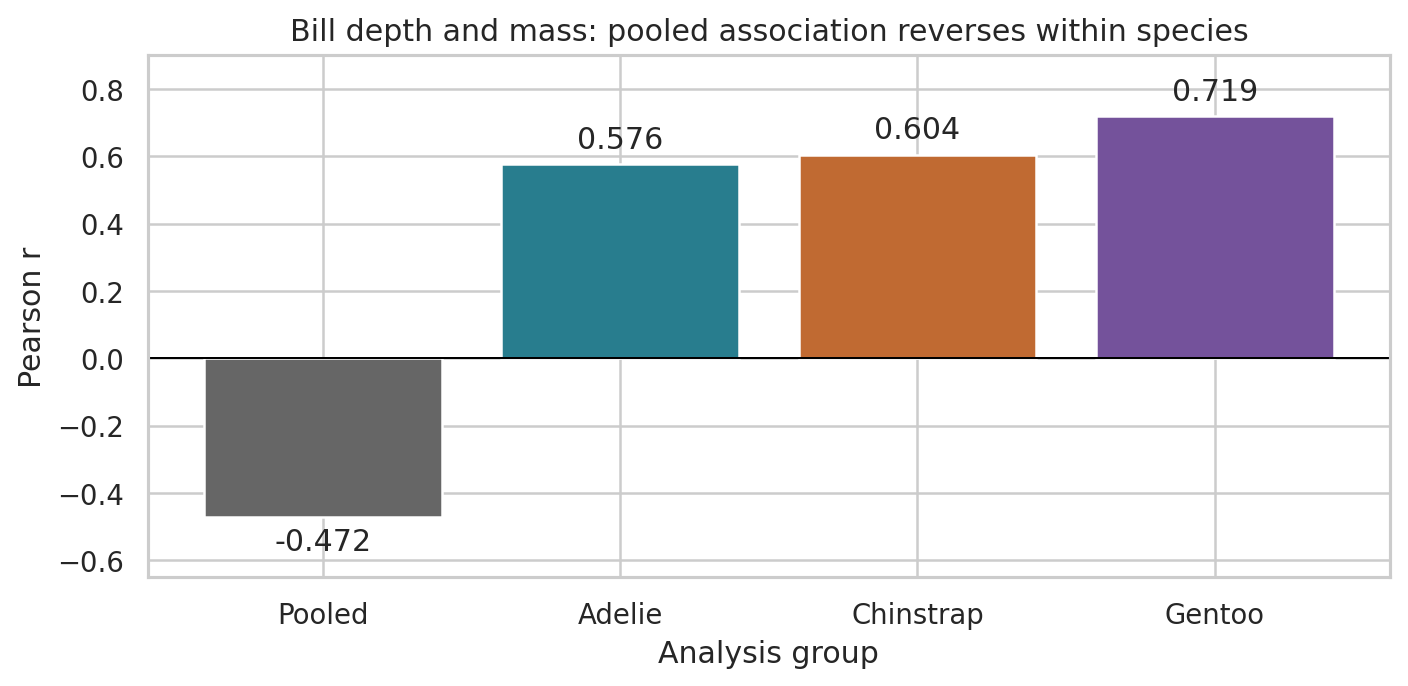 Bill depth and mass: pooled association reverses within species
0.8
0.6
0.4
0.2
0.0
−0.2
−0.4
−0.6
Pearson r
-0.472
0.576
0.604
0.719
Pooled
Adelie
Chinstrap
Gentoo
Analysis group